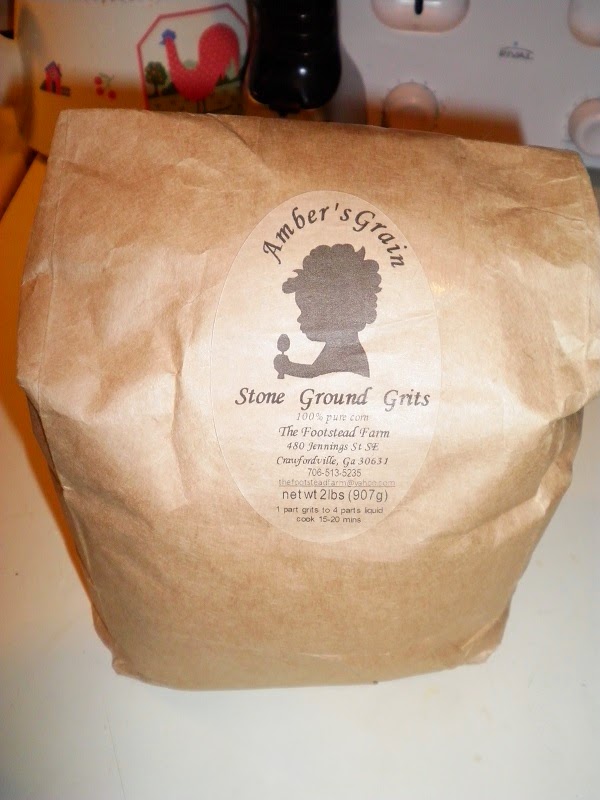 RIVAL
Amber's Grain
Stone Ground Grits
100% pure corn
The Footstead Farm
480 Jennings St SE
Crawfordville, Ga 30631
706-513-5235
thefootsteadfarm@yahoo.com
net wt 2lbs (907g)
1 part grits to 4 parts liquid
cook 15-20 mins